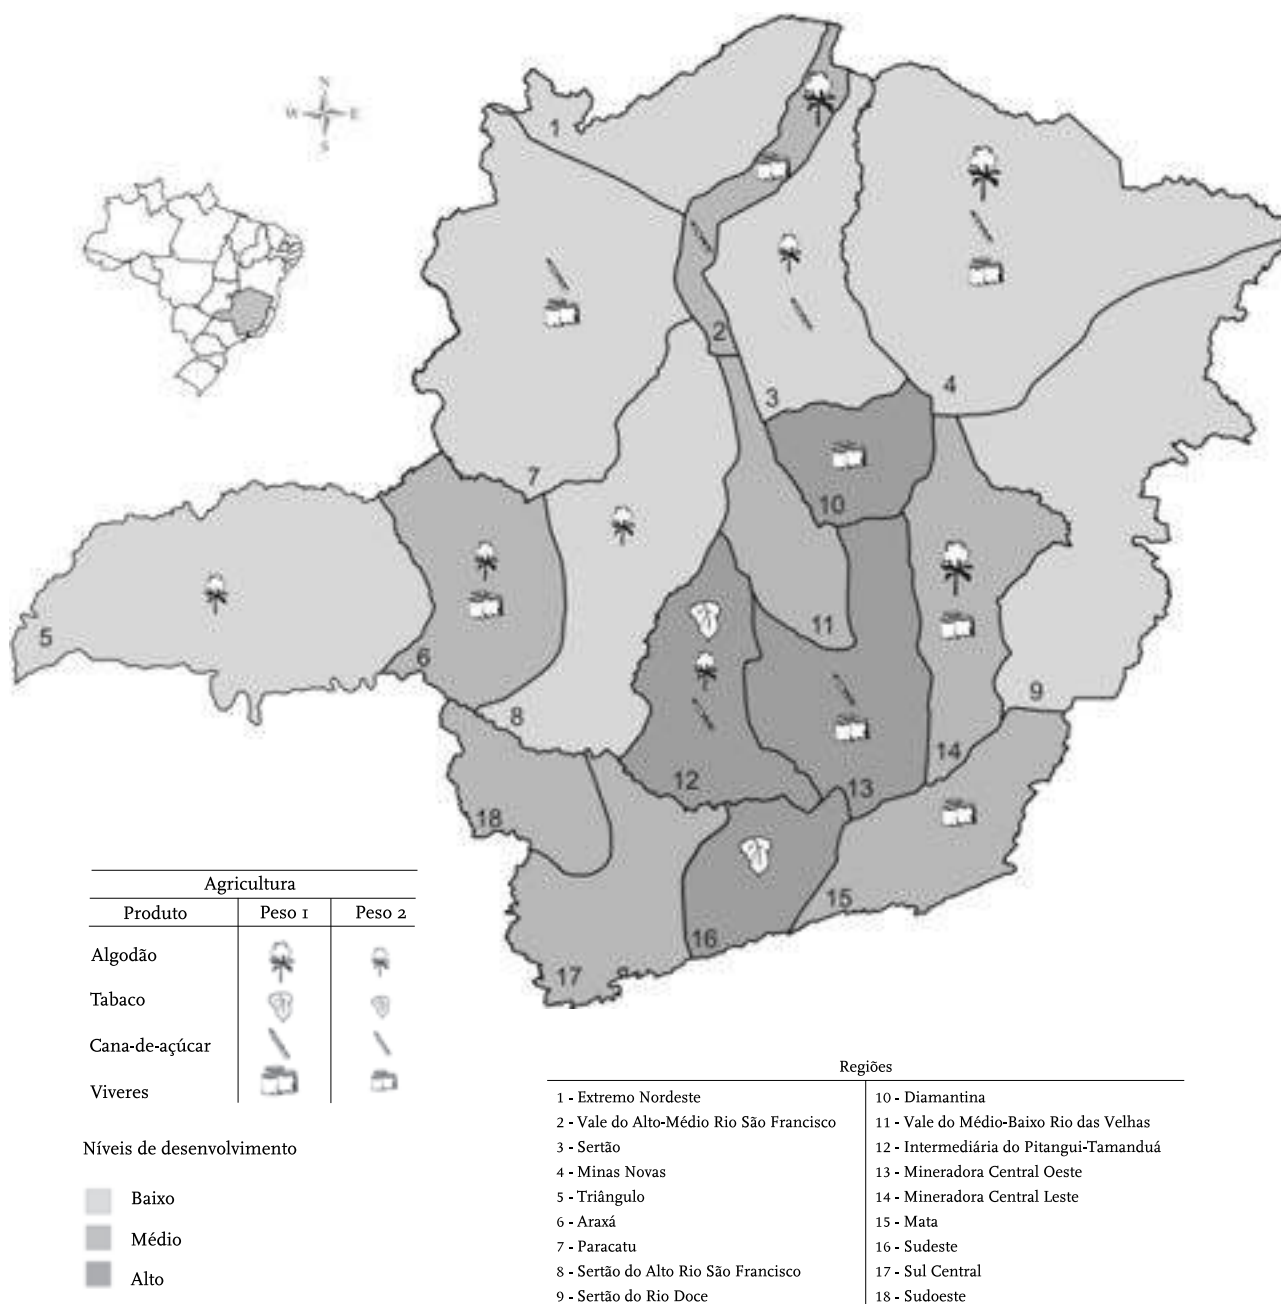 N
W E
S
1
2
3
4
5
6
7
8
9
10
11
12
13
14
15
16
17
18
Agricultura
Produto Peso 1 Peso 2
Algodão
Tabaco
Cana-de-açúcar
Viveres
Níveis de desenvolvimento
Baixo
Médio
Alto
Regiões
1 - Extremo Nordeste
2 - Vale do Alto-Médio Rio São Francisco
3 - Sertão
4 - Minas Novas
5 - Triângulo
6 - Araxá
7 - Paracatu
8 - Sertão do Alto Rio São Francisco
9 - Sertão do Rio Doce
10 - Diamantina
11 - Vale do Médio-Baixo Rio das Velhas
12 - Intermediária do Pitangui-Tamanduá
13 - Mineradora Central Oeste
14 - Mineradora Central Leste
15 - Mata
16 - Sudeste
17 - Sul Central
18 - Sudoeste